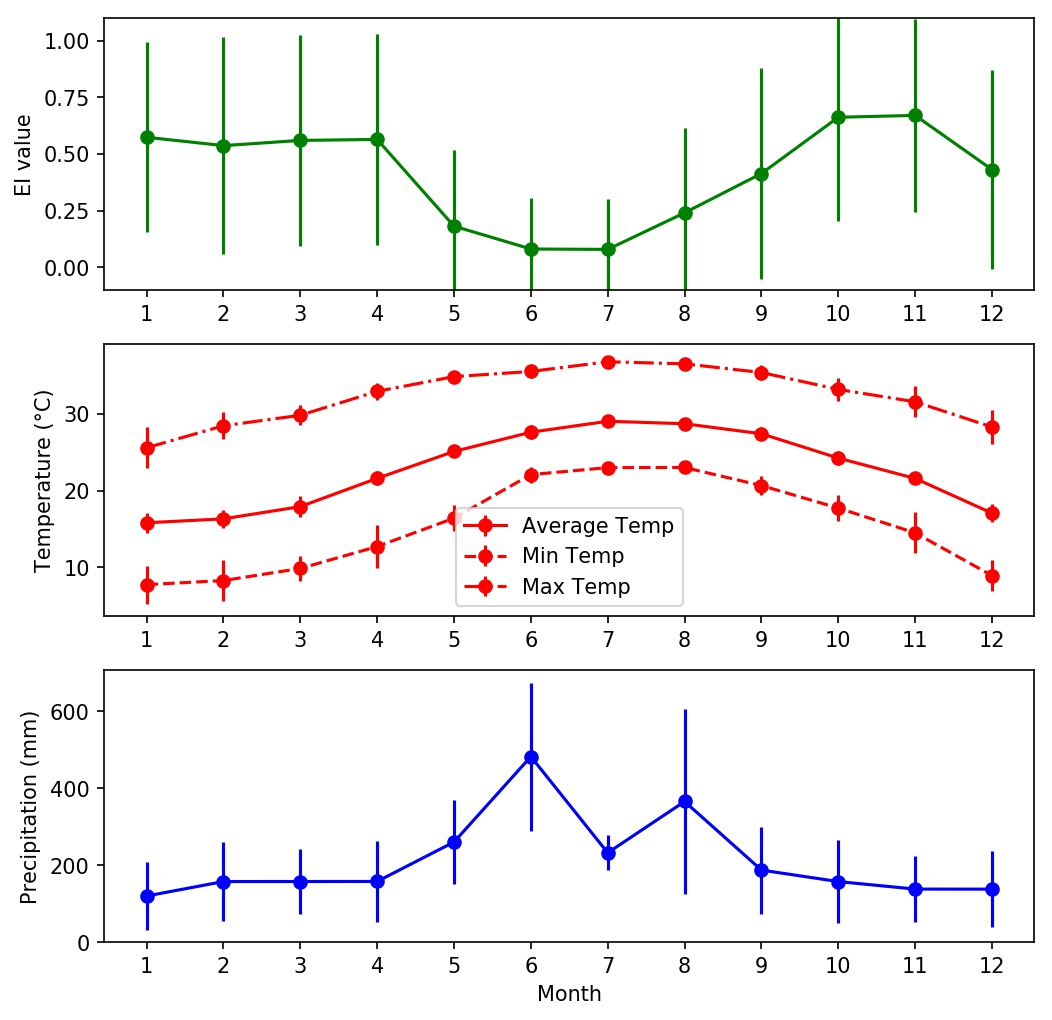 1.00
0.75
0.50
0.25
0.00
EI value
1 2 3 4 5 6 7 8 9 10 11 12
30
20
10
Temperature (°C)
Average Temp
Min Temp
Max Temp
1 2 3 4 5 6 7 8 9 10 11 12
600
400
200
0
Precipitation (mm)
1 2 3 4 5 6 7 8 9 10 11 12
Month